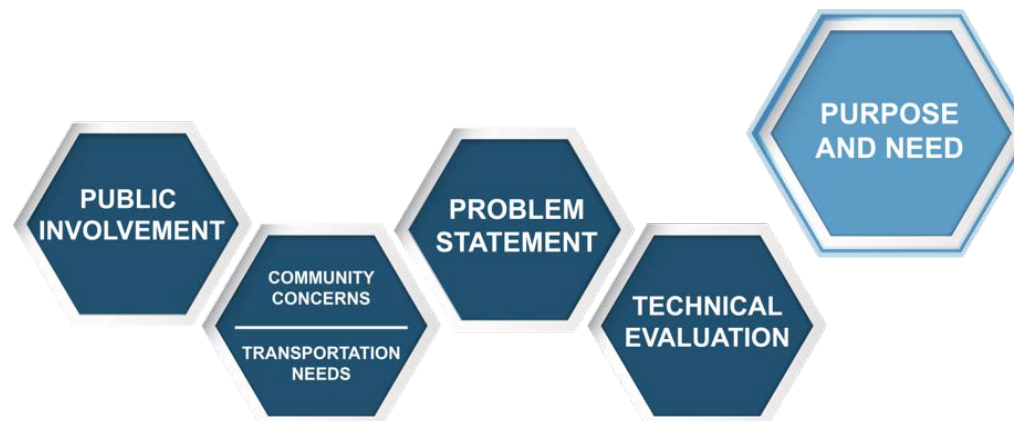 PUBLIC
INVOLVEMENT
COMMUNITY
CONCERNS
TRANSPORTATION
NEEDS
PROBLEM
STATEMENT
TECHNICAL
EVALUATION
PURPOSE
AND NEED